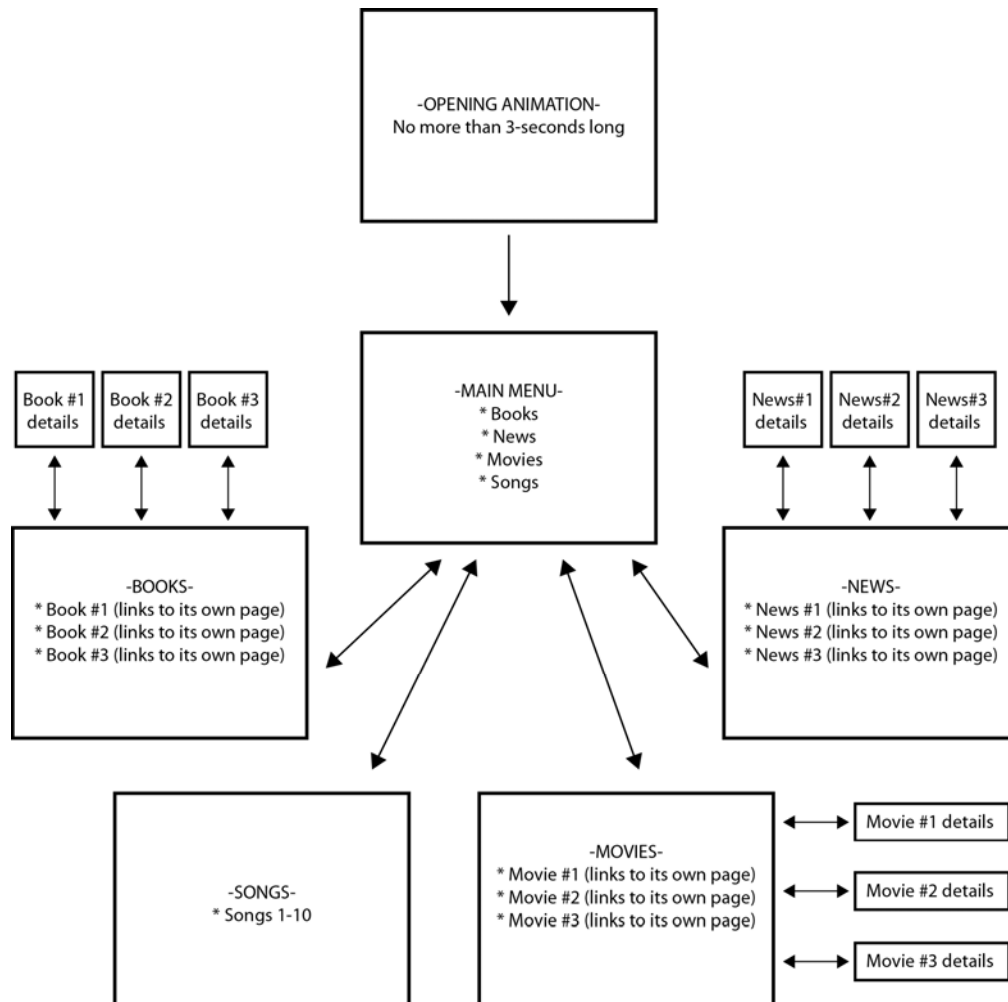 -OPENING ANIMATION-
No more than 3-seconds long
-MAIN MENU-
* Books
* News
* Movies
* Songs
Book #1
details
Book #2
details
Book #3
details
News#1
details
News#2
details
News#3
details
-BOOKS-
* Book #1 (links to its own page)
* Book #2 (links to its own page)
* Book #3 (links to its own page)
-NEWS-
* News #1 (links to its own page)
* News #2 (links to its own page)
* News #3 (links to its own page)
-SONGS-
* Songs 1-10
-MOVIES-
* Movie #1 (links to its own page)
* Movie #2 (links to its own page)
* Movie #3 (links to its own page)
Movie #1 details
Movie #2 details
Movie #3 details